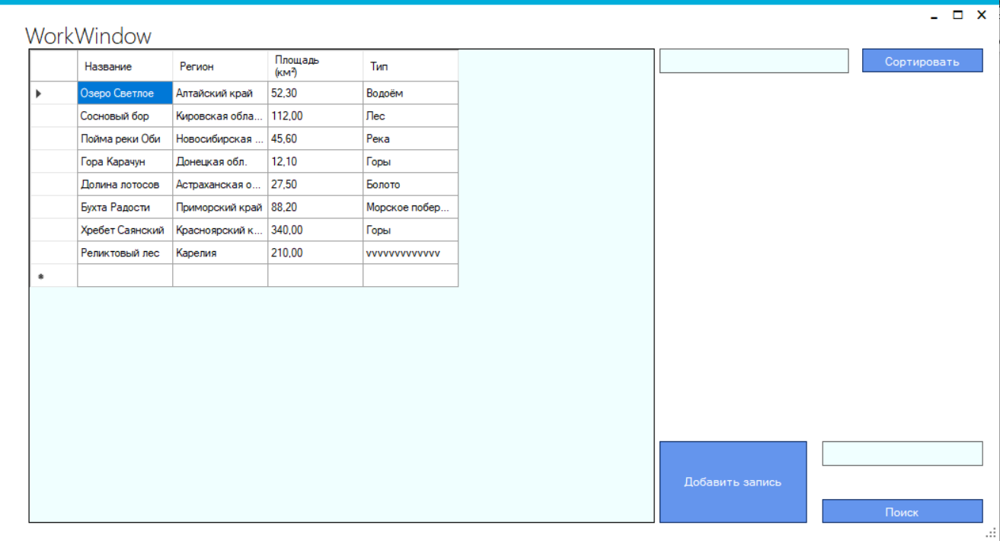 WorkWindow
Сортировать
Название Регион Площадь (км²) Тип
Озеро Светлое Алтайский край 52,30 Водоём
Сосновый бор Кировская обла... 112,00 Лес
Пойма реки Оби Новосибирская ... 45,60 Река
Гора Карачун Донецкая обл. 12,10 Горы
Долина лотосов Астраханская о... 27,50 Болото
Бухта Радости Приморский край 88,20 Морское побер...
Хребет Саянский Красноярский к... 340,00 Горы
Реликтовый лес Карелия 210,00 vvvvvvvvvvvvv
Добавить запись
Поиск